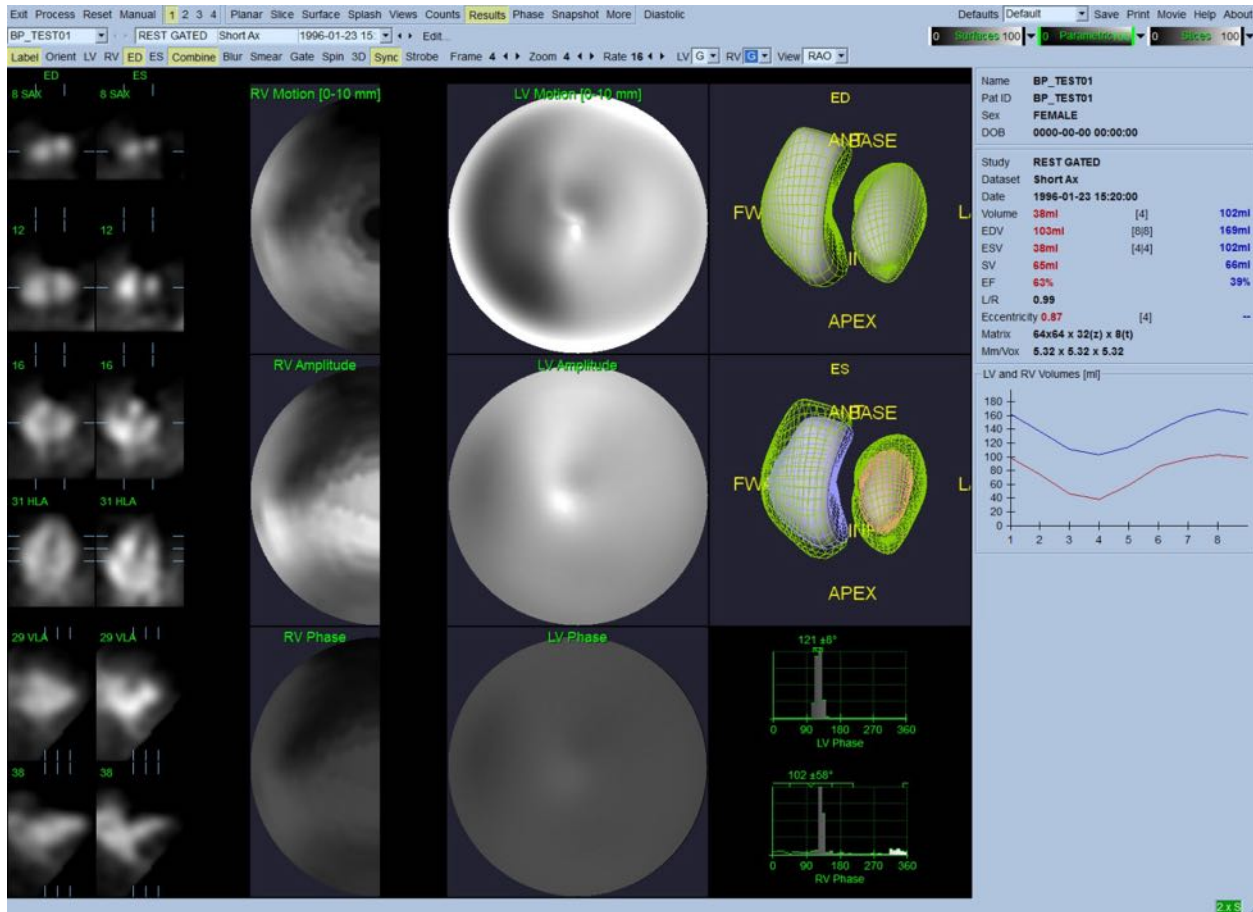 Exit Process Reset Manual 1 2 3 4 Planar Slice Surface Splash Views Counts Results Phase Snapshot More Diastolic Defaults Default Save Print Movie Help About
BP_TEST01 REST GATED Short Ax 1996-01-23 15: Edit...
0 Surfaces 100 0 Parametric 100 0 Slices 100
Label Orient LV RV ED ES Combine Blur Smear Gate Spin 3D Sync Strobe Frame 4 Zoom 4 Rate 16 LV G RV G View RAO
ED ES
8 SAX 8 SAX
12 12
16 16
31 HLA 31 HLA
29 VLA 29 VLA
38 38
RV Motion [0-10 mm]
RV Amplitude
RV Phase
LV Motion [0-10 mm]
LV Amplitude
LV Phase
ED
ANT BASE
FW
APEX
ES
ANT BASE
FW
INF
APEX
121 ±6°
0 90 180 270 360
LV Phase
102 ±58°
0 90 180 270 360
RV Phase
Name BP_TEST01
Pat ID BP_TEST01
Sex FEMALE
DOB 0000-00-00 00:00:00
Study REST GATED
Dataset Short Ax
Date 1996-01-23 15:20:00
Volume 38ml [4] 102ml
EDV 103ml [8|8] 169ml
ESV 38ml [4|4] 102ml
SV 65ml 66ml
EF 63% 39%
L/R 0.99
Eccentricity 0.87 [4] --
Matrix 64x64 x 32(z) x 8(t)
Mm/Vox 5.32 x 5.32 x 5.32
LV and RV Volumes [ml]
180
160
140
120
100
80
60
40
20
0
1 2 3 4 5 6 7 8
2 x S